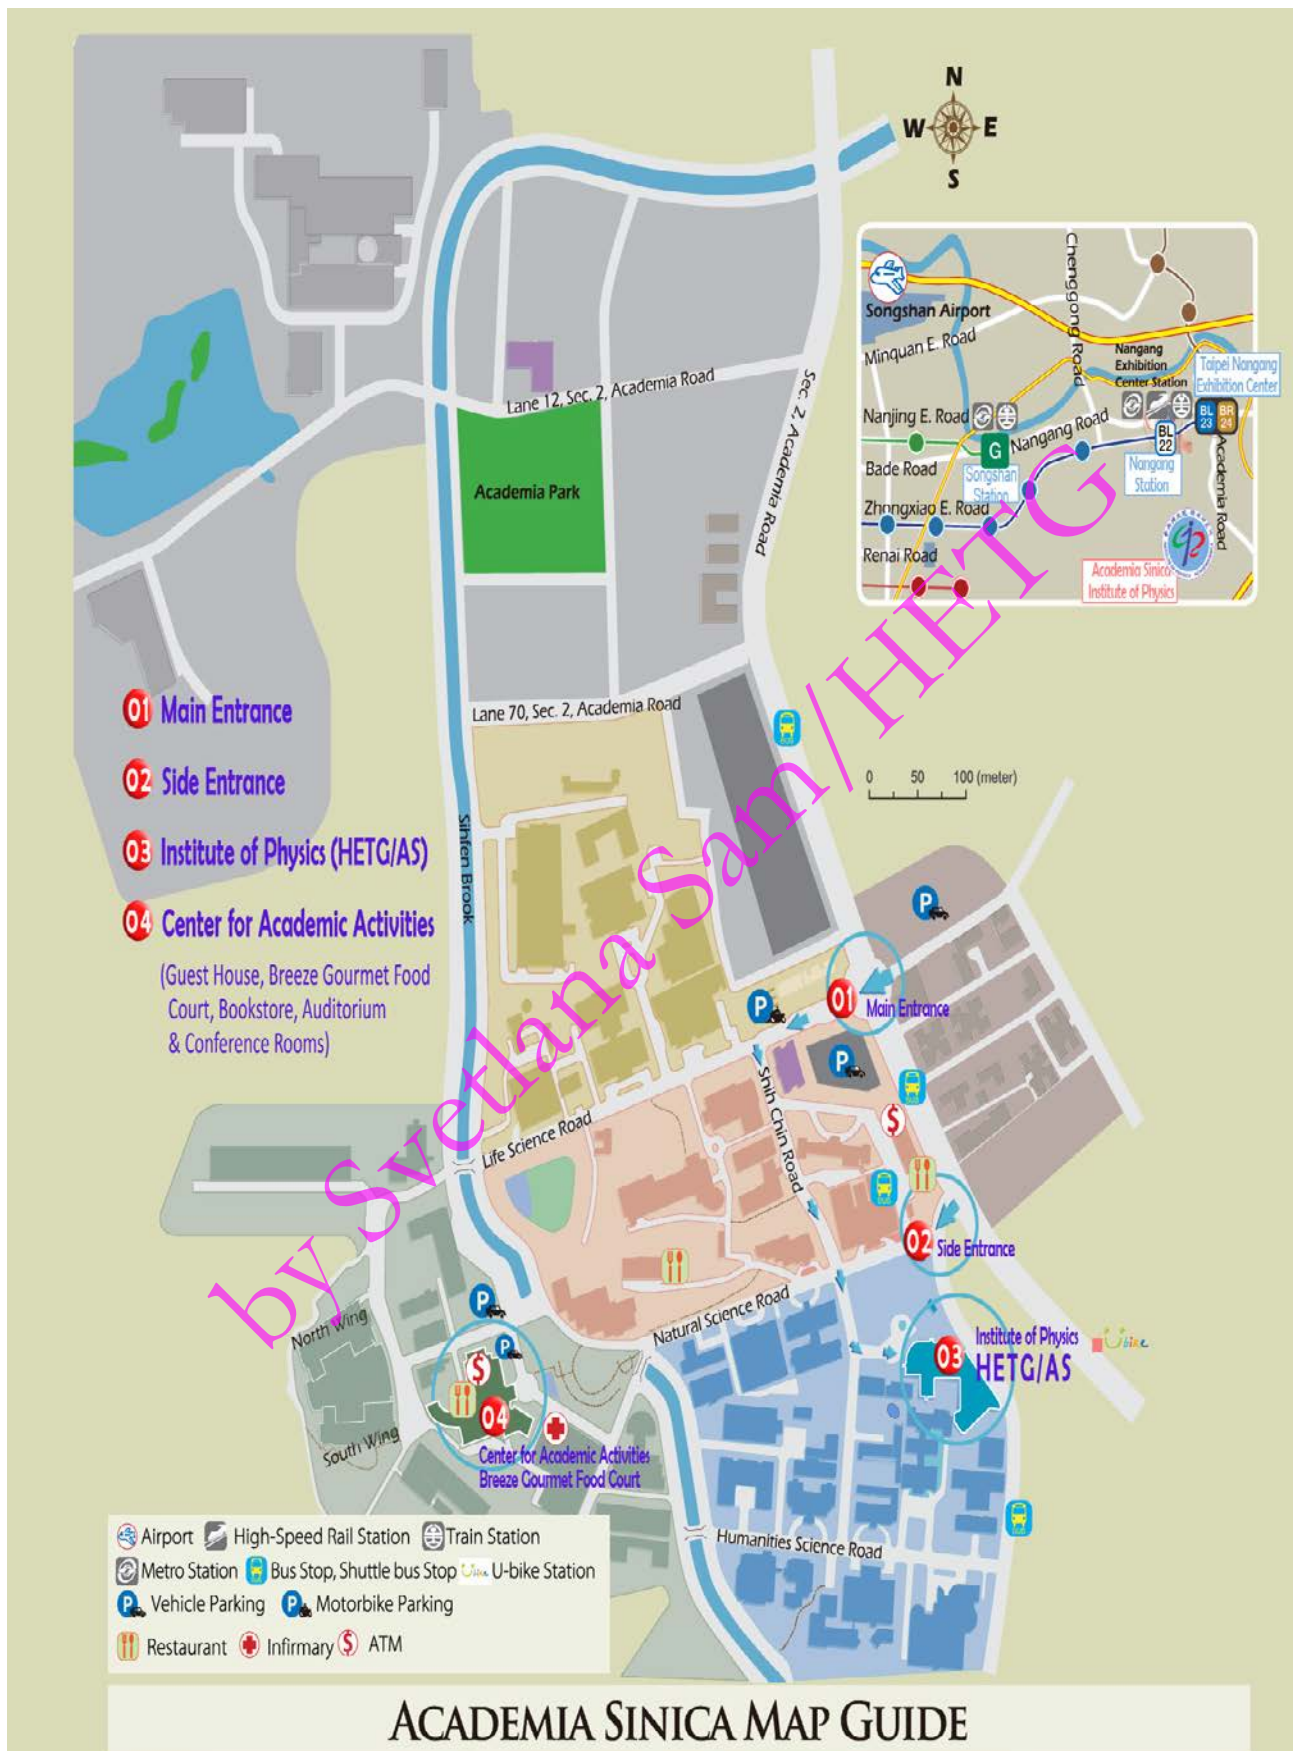 N
W E
S
Songshan Airport
Minquan E. Road
Chenggong Road
Nangang
Exhibition
Center Station
Taipei Nangang
Exhibition Center
Nanjing E. Road
G
Nangang Road
BL
22
BL
23
BR
24
Bade Road
Songshan
Station
Nangang
Station
Academia Road
Zhongxiao E. Road
Renai Road
Academia Sinica
Institute of Physics
Lane 12, Sec. 2, Academia Road
Sec. 2, Academia Road
Academia Park
Lane 70, Sec. 2, Academia Road
01 Main Entrance
02 Side Entrance
03 Institute of Physics (HETG/AS)
04 Center for Academic Activities
(Guest House, Breeze Gourmet Food
Court, Bookstore, Auditorium
& Conference Rooms)
0 50 100 (meter)
Sihfen Brook
P
P
01 Main Entrance
P
Shih Chin Road
$
Life Science Road
02 Side Entrance
Natural Science Road
North Wing
South Wing
P
P
$
04
Center for Academic Activities
Breeze Gourmet Food Court
03
Institute of Physics
HETG/AS
Ubike
Humanities Science Road
by Svetlana Sam/HETG
Airport High-Speed Rail Station Train Station
Metro Station Bus Stop, Shuttle bus Stop Ubike U-bike Station
P Vehicle Parking P Motorbike Parking
Restaurant Infirmary $ ATM
ACADEMIA SINICA MAP GUIDE